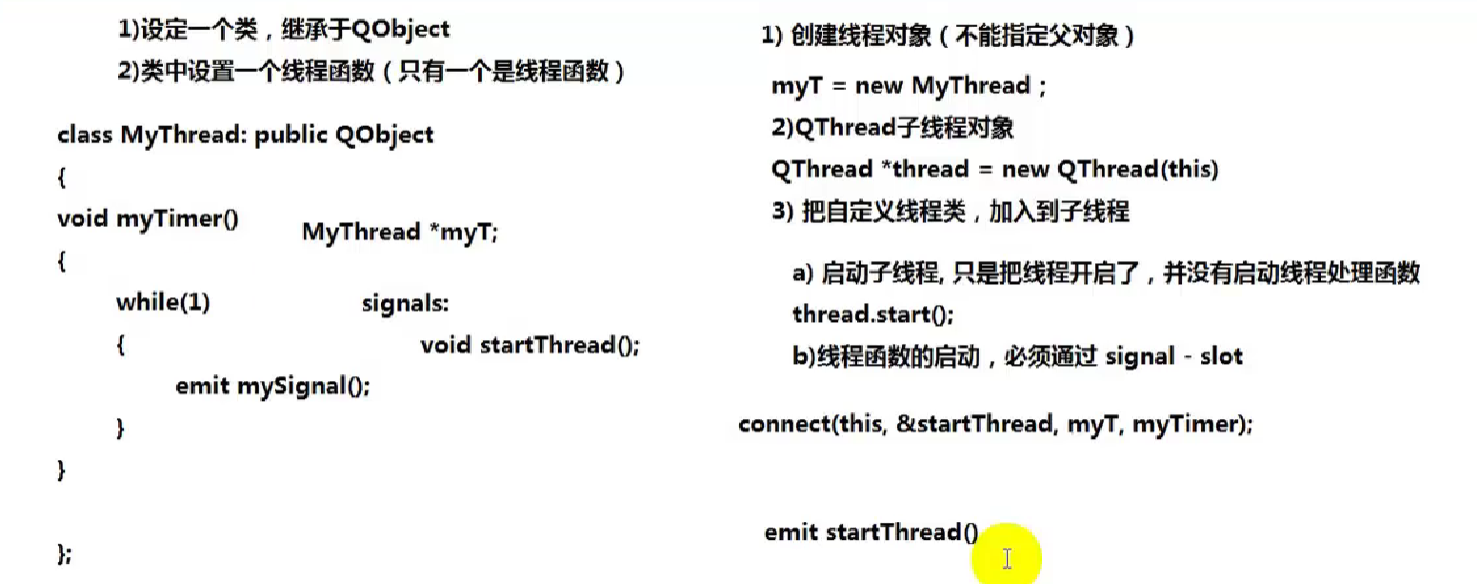 1)设定一个类，继承于QObject
2)类中设置一个线程函数（只有一个是线程函数）
class MyThread: public QObject
{
void myTimer()
MyThread *myT;
{
while(1)
signals:
{
void startThread();
emit mySignal();
}
}
};
1) 创建线程对象（不能指定父对象）
myT = new MyThread ;
2)QThread子线程对象
QThread *thread = new QThread(this)
3) 把自定义线程类，加入到子线程
a) 启动子线程, 只是把线程开启了，并没有启动线程处理函数
thread.start();
b)线程函数的启动，必须通过 signal - slot
connect(this, &startThread, myT, myTimer);
emit startThread()